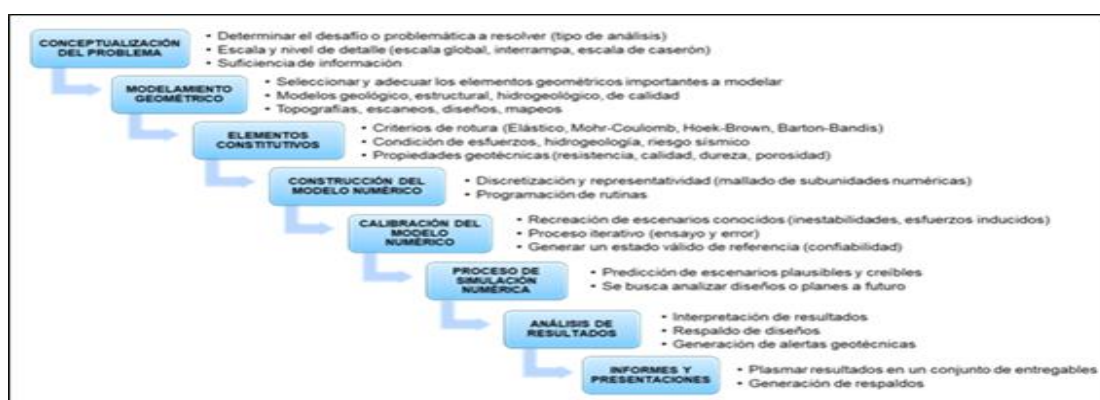 CONCEPTUALIZACIÓN
DEL PROBLEMA
• Determinar el desafío o problemática a resolver (tipo de análisis)
• Escala y nivel de detalle (escala global, interrampa, escala de caserón)
• Suficiencia de información
MODELAMIENTO
GEOMÉTRICO
• Seleccionar y adecuar los elementos geométricos importantes a modelar
• Modelos geológico, estructural, hidrogeológico, de calidad
• Topografías, escaneos, diseños, mapeos
ELEMENTOS
CONSTITUTIVOS
• Criterios de rotura (Elástico, Mohr-Coulomb, Hoek-Brown, Barton-Bandis)
• Condición de esfuerzos, hidrogeología, riesgo sísmico
• Propiedades geotécnicas (resistencia, calidad, dureza, porosidad)
CONSTRUCCIÓN DEL
MODELO NUMÉRICO
• Discretización y representatividad (mallado de subunidades numéricas)
• Programación de rutinas
CALIBRACIÓN DEL
MODELO
NUMÉRICO
• Recreación de escenarios conocidos (inestabilidades, esfuerzos inducidos)
• Proceso iterativo (ensayo y error)
• Generar un estado válido de referencia (confiabilidad)
PROCESO DE
SIMULACIÓN
NUMÉRICA
• Predicción de escenarios plausibles y creíbles
• Se busca analizar diseños o planes a futuro
ANÁLISIS DE
RESULTADOS
• Interpretación de resultados
• Respaldo de diseños
• Generación de alertas geotécnicas
INFORMES Y
PRESENTACIONES
• Plasmar resultados en un conjunto de entregables
• Generación de respaldos